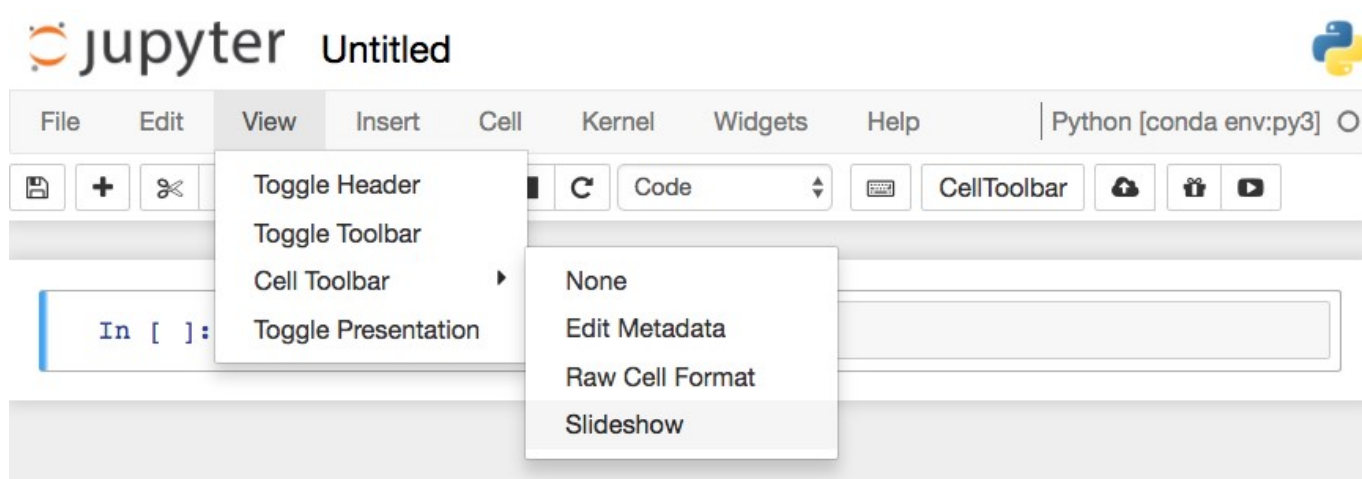 jupyter Untitled
File Edit View Insert Cell Kernel Widgets Help Python [conda env:py3]
Toggle Header Code CellToolbar
Toggle Toolbar
Cell Toolbar None
In [ ]: Toggle Presentation Edit Metadata
Raw Cell Format
Slideshow